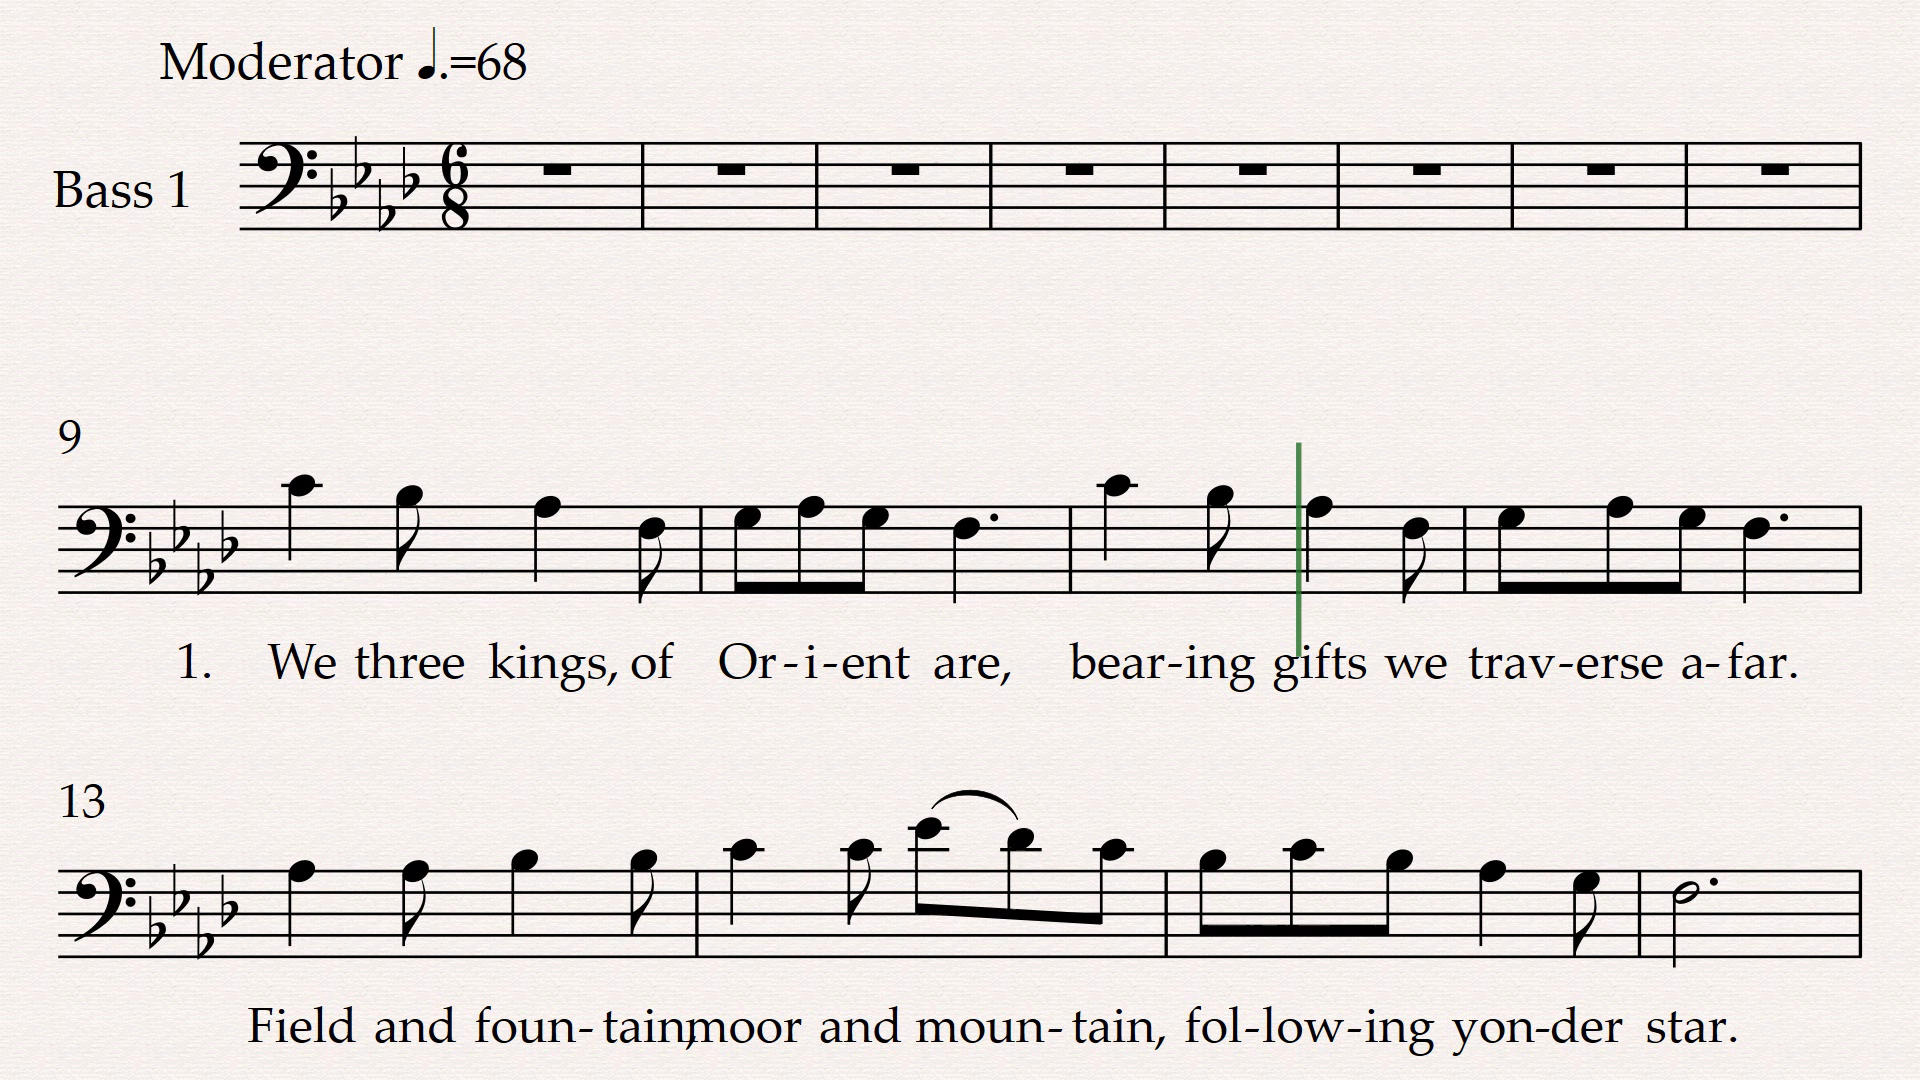 Moderator ♩.=68
Bass 1
6
8
9
1. We three kings, of Or-i-ent are, bear-ing gifts we trav-erse a-far.
13
Field and foun-tain, moor and moun-tain, fol-low-ing yon-der star.